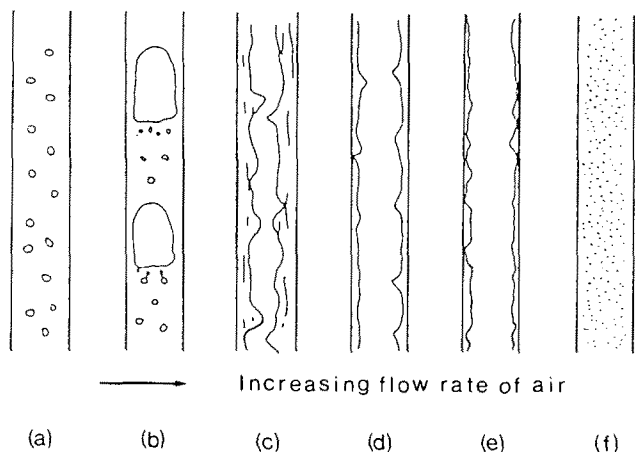 Increasing flow rate of air
(a) (b) (c) (d) (e) (f)